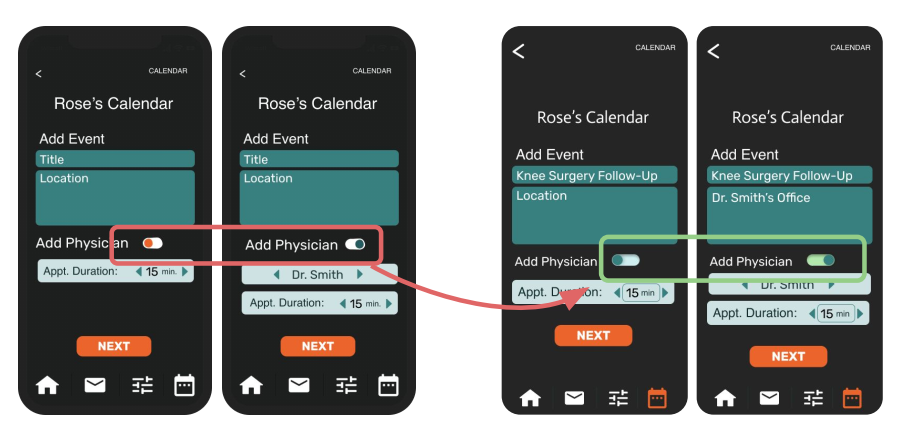 CALENDAR
Rose's Calendar
Add Event
Title
Location
Add Physician
Appt. Duration: 15 min.
NEXT
CALENDAR
Rose's Calendar
Add Event
Title
Location
Add Physician
Dr. Smith
Appt. Duration: 15 min.
NEXT
CALENDAR
Rose's Calendar
Add Event
Knee Surgery Follow-Up
Location
Add Physician
Appt. Duration: 15 min
NEXT
CALENDAR
Rose's Calendar
Add Event
Knee Surgery Follow-Up
Dr. Smith's Office
Add Physician
Dr. Smith
Appt. Duration: 15 min
NEXT